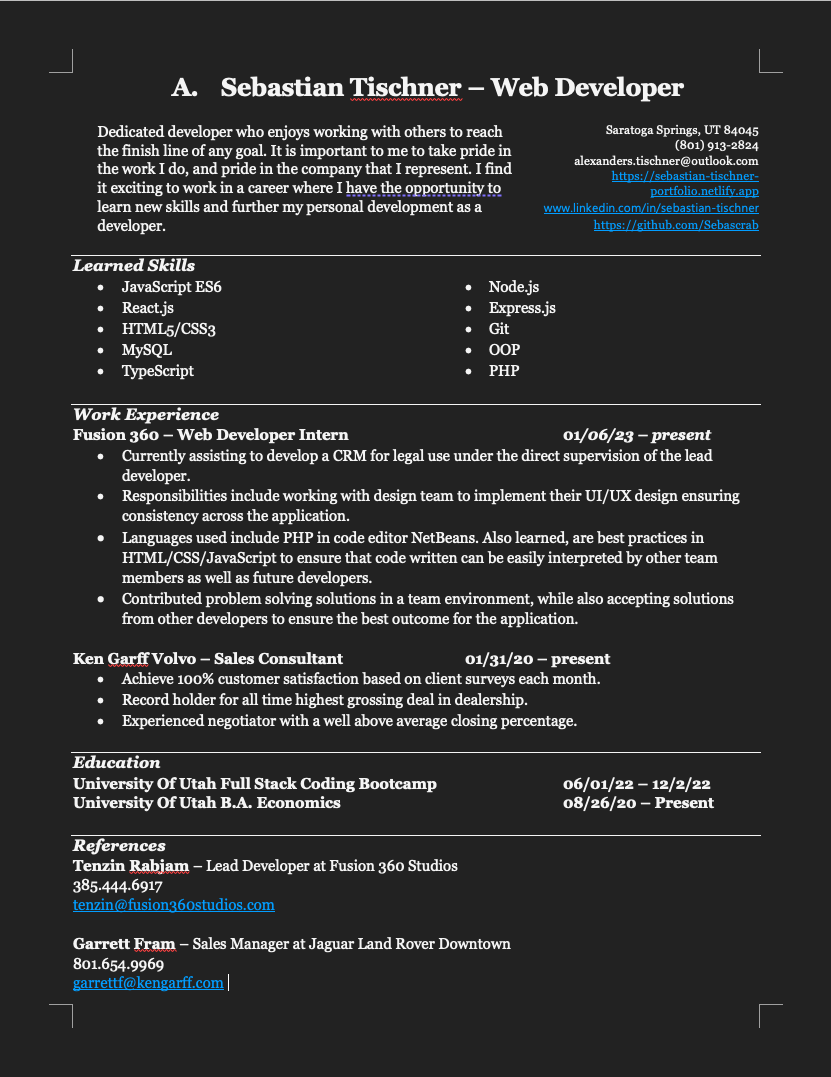 A. Sebastian Tischner – Web Developer
Dedicated developer who enjoys working with others to reach
the finish line of any goal. It is important to me to take pride in
the work I do, and pride in the company that I represent. I find
it exciting to work in a career where I have the opportunity to
learn new skills and further my personal development as a
developer.
Saratoga Springs, UT 84045
(801) 913-2824
alexanders.tischner@outlook.com
https://sebastian-tischner-
portfolio.netlify.app
www.linkedin.com/in/sebastian-tischner
https://github.com/Sebascrab
Learned Skills
• JavaScript ES6
• React.js
• HTML5/CSS3
• MySQL
• TypeScript
• Node.js
• Express.js
• Git
• OOP
• PHP
Work Experience
Fusion 360 – Web Developer Intern 01/06/23 – present
• Currently assisting to develop a CRM for legal use under the direct supervision of the lead
developer.
• Responsibilities include working with design team to implement their UI/UX design ensuring
consistency across the application.
• Languages used include PHP in code editor NetBeans. Also learned, are best practices in
HTML/CSS/JavaScript to ensure that code written can be easily interpreted by other team
members as well as future developers.
• Contributed problem solving solutions in a team environment, while also accepting solutions
from other developers to ensure the best outcome for the application.
Ken Garff Volvo – Sales Consultant 01/31/20 – present
• Achieve 100% customer satisfaction based on client surveys each month.
• Record holder for all time highest grossing deal in dealership.
• Experienced negotiator with a well above average closing percentage.
Education
University Of Utah Full Stack Coding Bootcamp 06/01/22 – 12/2/22
University Of Utah B.A. Economics 08/26/20 – Present
References
Tenzin Rabjam – Lead Developer at Fusion 360 Studios
385.444.6917
tenzin@fusion360studios.com
Garrett Fram – Sales Manager at Jaguar Land Rover Downtown
801.654.9969
garrettf@kengarff.com